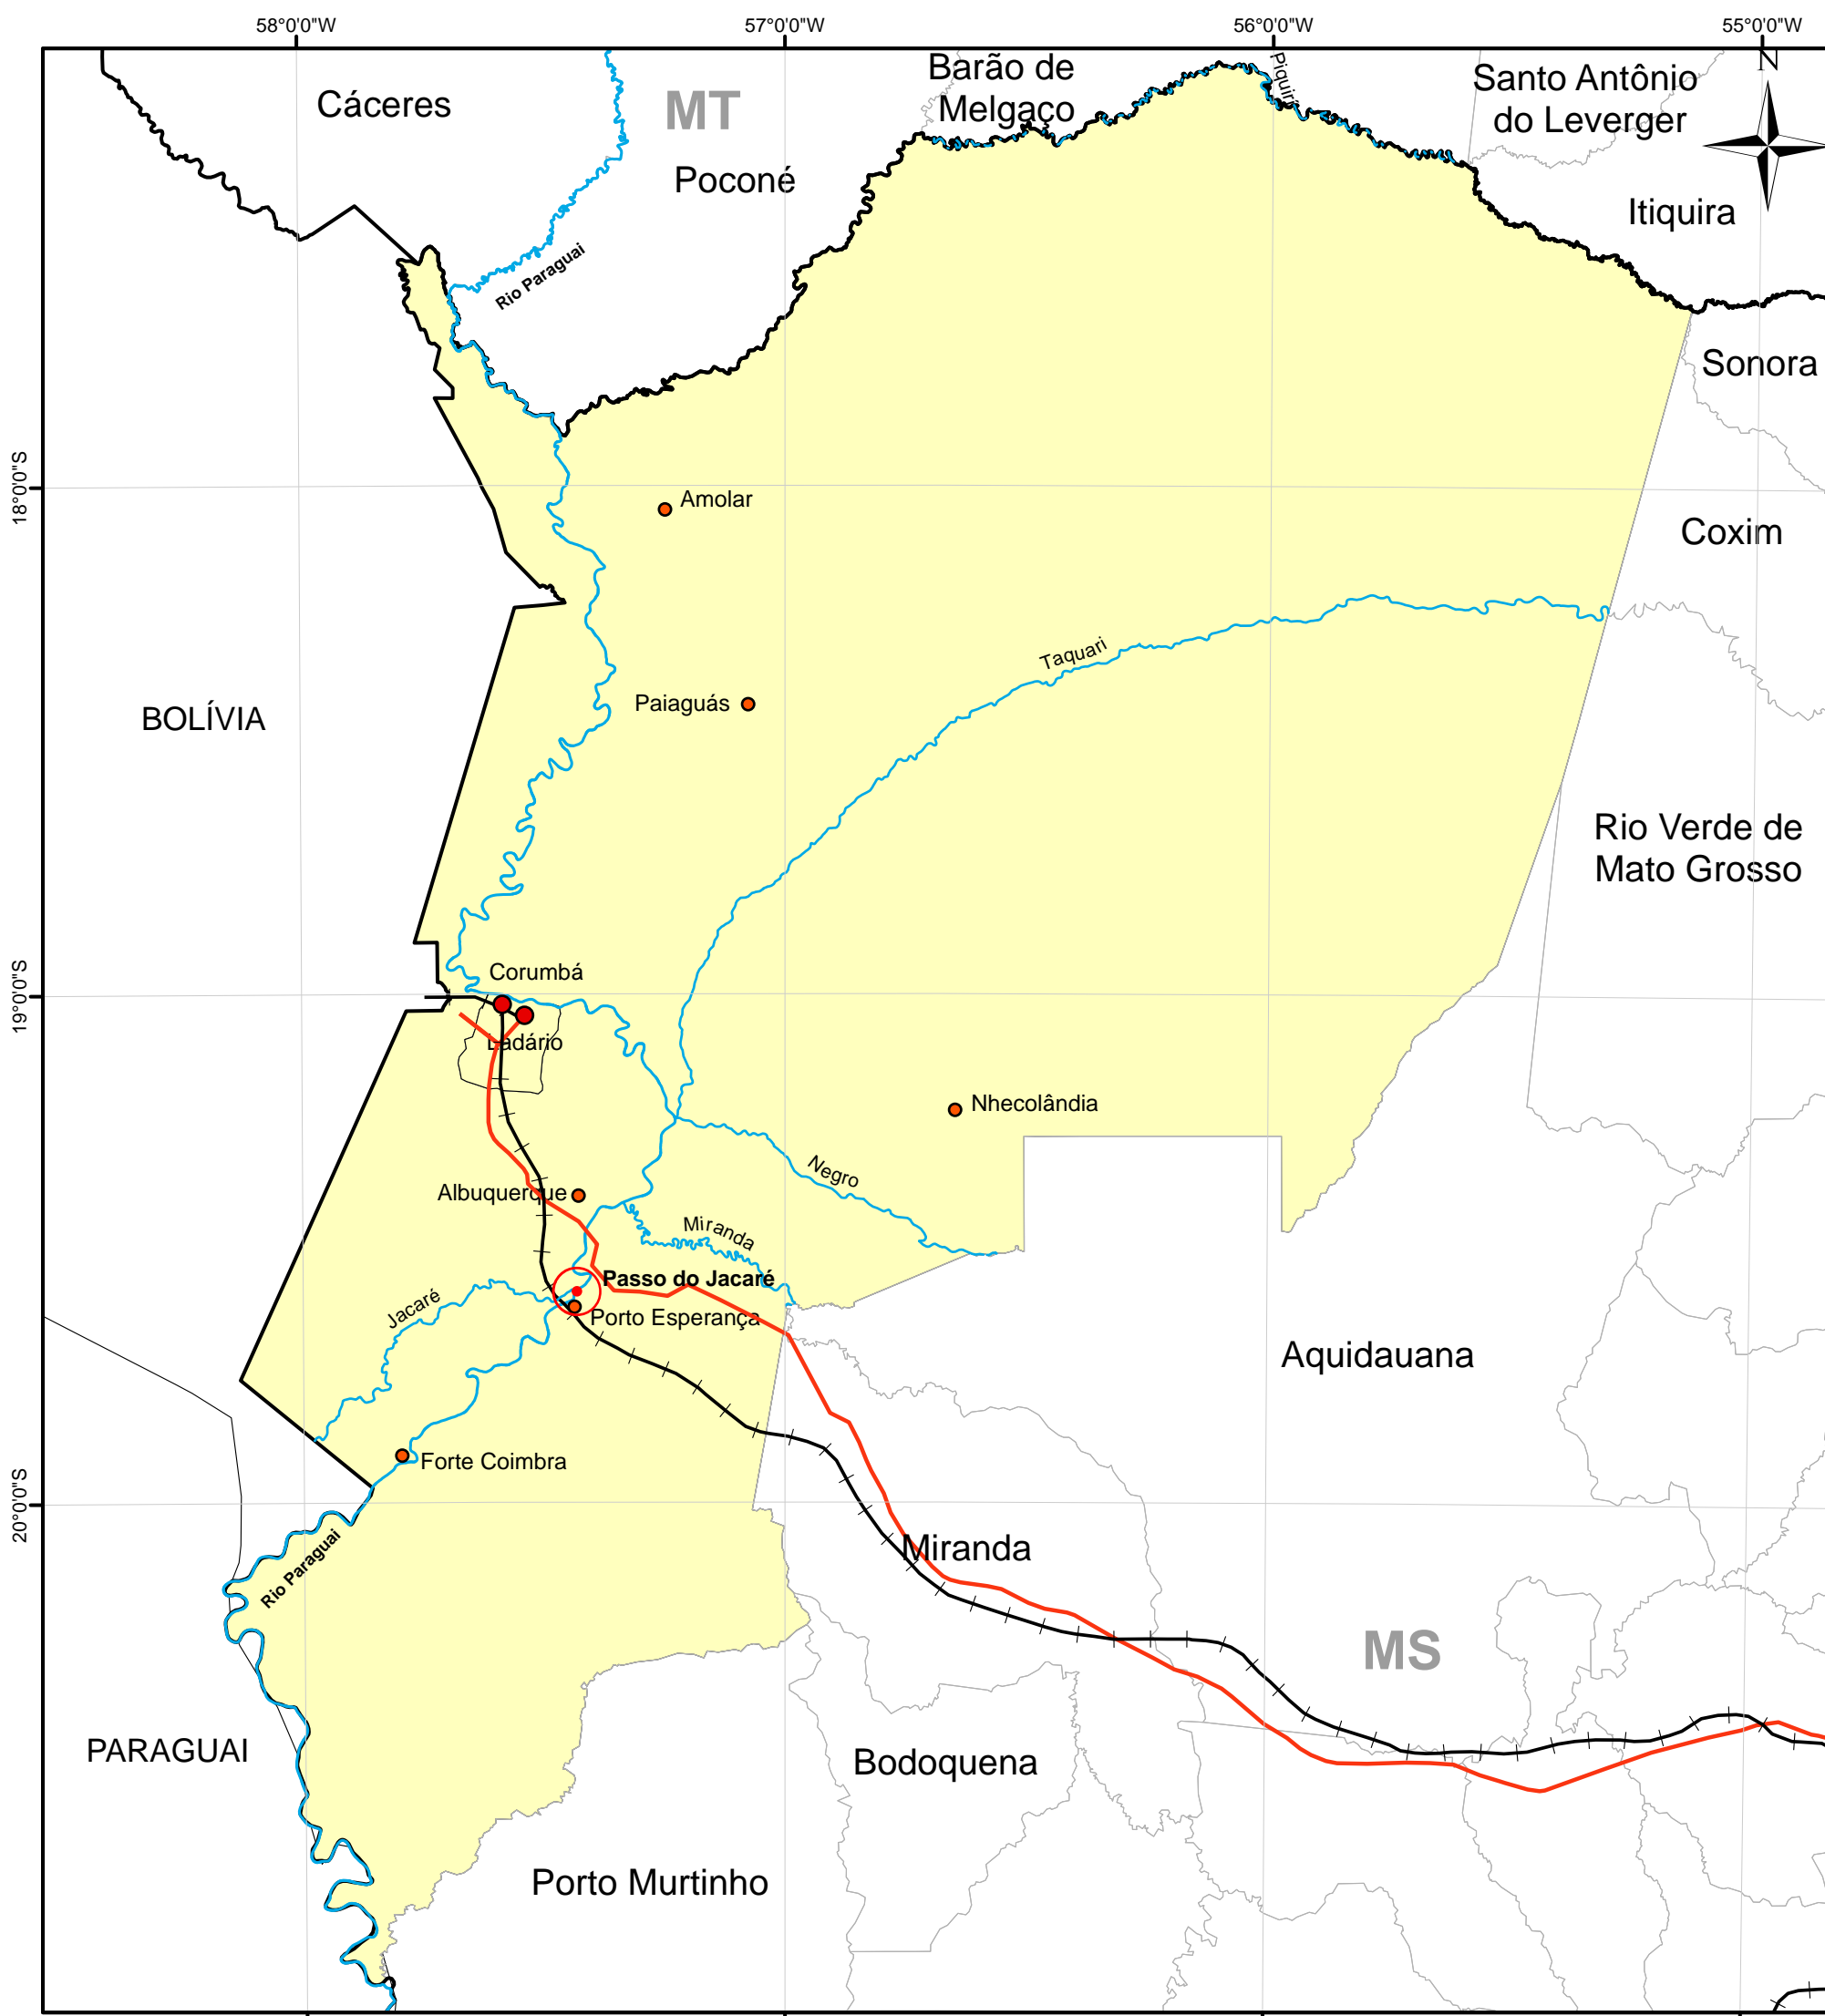 58°0'0"W
57°0'0"W
56°0'0"W
55°0'0"W
N
Cáceres
MT
Barão de
Melgaço
Piquiri
Santo Antônio
do Leverger
Poconé
Itiquira
Rio Paraguai
Sonora
18°0'0"S
Amolar
Coxim
Taquari
Paiaguás
BOLÍVIA
Rio Verde de
Mato Grosso
Corumbá
19°0'0"S
Ladário
Nhecolândia
Negro
Albuquerque
Miranda
Passo do Jacaré
Jacaré
Porto Esperança
Aquidauana
Forte Coimbra
20°0'0"S
Rio Paraguai
Miranda
MS
PARAGUAI
Bodoquena
Porto Murtinho